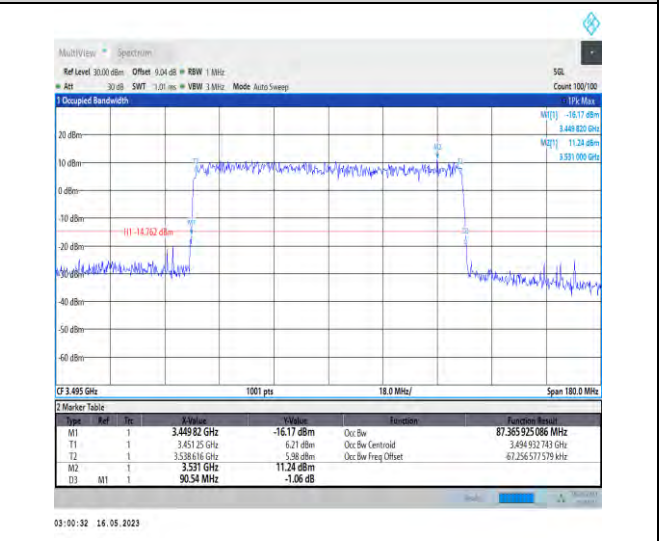 MultiView Spectrum
Ref Level 30.00 dBm Offset 9.04 dB RBW 1 MHz SGL
Att 30 dB SWT 1.01 ms VBW 3 MHz Mode Auto Sweep Count 100/100
1 Occupied Bandwidth 1Pk Max
M1[1] -16.17 dBm
3.449 820 GHz
M2[1] 11.24 dBm
3.531 000 GHz
20 dBm
10 dBm
0 dBm
-10 dBm
H1 -14.762 dBm
-20 dBm
-30 dBm
-40 dBm
-50 dBm
-60 dBm
M2
T1
T2
M1
D3
CF 3.495 GHz 1001 pts 18.0 MHz/ Span 180.0 MHz
2 Marker Table
Type Ref Trc X-Value Y-Value Function Function Result
M1 1 3.449 82 GHz -16.17 dBm Occ Bw 87.365 925 086 MHz
T1 1 3.451 25 GHz 6.21 dBm Occ Bw Centroid 3.494 932 743 GHz
T2 1 3.538 616 GHz 5.98 dBm Occ Bw Freq Offset -67.256 577 579 kHz
M2 1 3.531 GHz 11.24 dBm
D3 M1 1 90.54 MHz -1.06 dB
03:00:32 16.05.2023